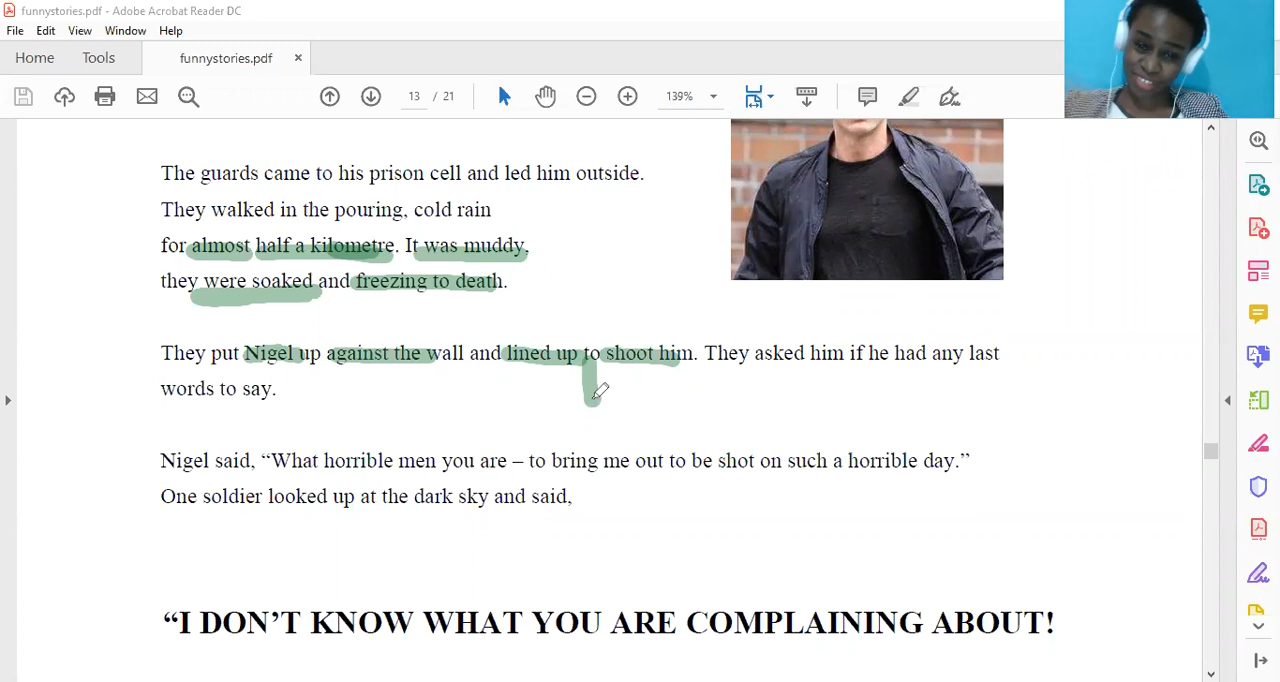 funnystories.pdf - Adobe Acrobat Reader DC
File Edit View Window Help
Home Tools funnystories.pdf ×
13 / 21 139%
The guards came to his prison cell and led him outside.
They walked in the pouring, cold rain
for almost half a kilometre. It was muddy,
they were soaked and freezing to death.
They put Nigel up against the wall and lined up to shoot him. They asked him if he had any last
words to say.
Nigel said, “What horrible men you are – to bring me out to be shot on such a horrible day.”
One soldier looked up at the dark sky and said,
“I DON’T KNOW WHAT YOU ARE COMPLAINING ABOUT!